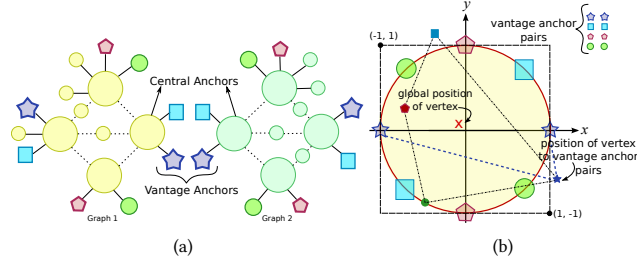 Central Anchors
Vantage Anchors
Graph 1
Graph 2
(a)
y
(-1, 1)
vantage anchor
pairs
global position
of vertex
x
x
position of vertex
to vantage anchor
pairs
(1, -1)
(b)